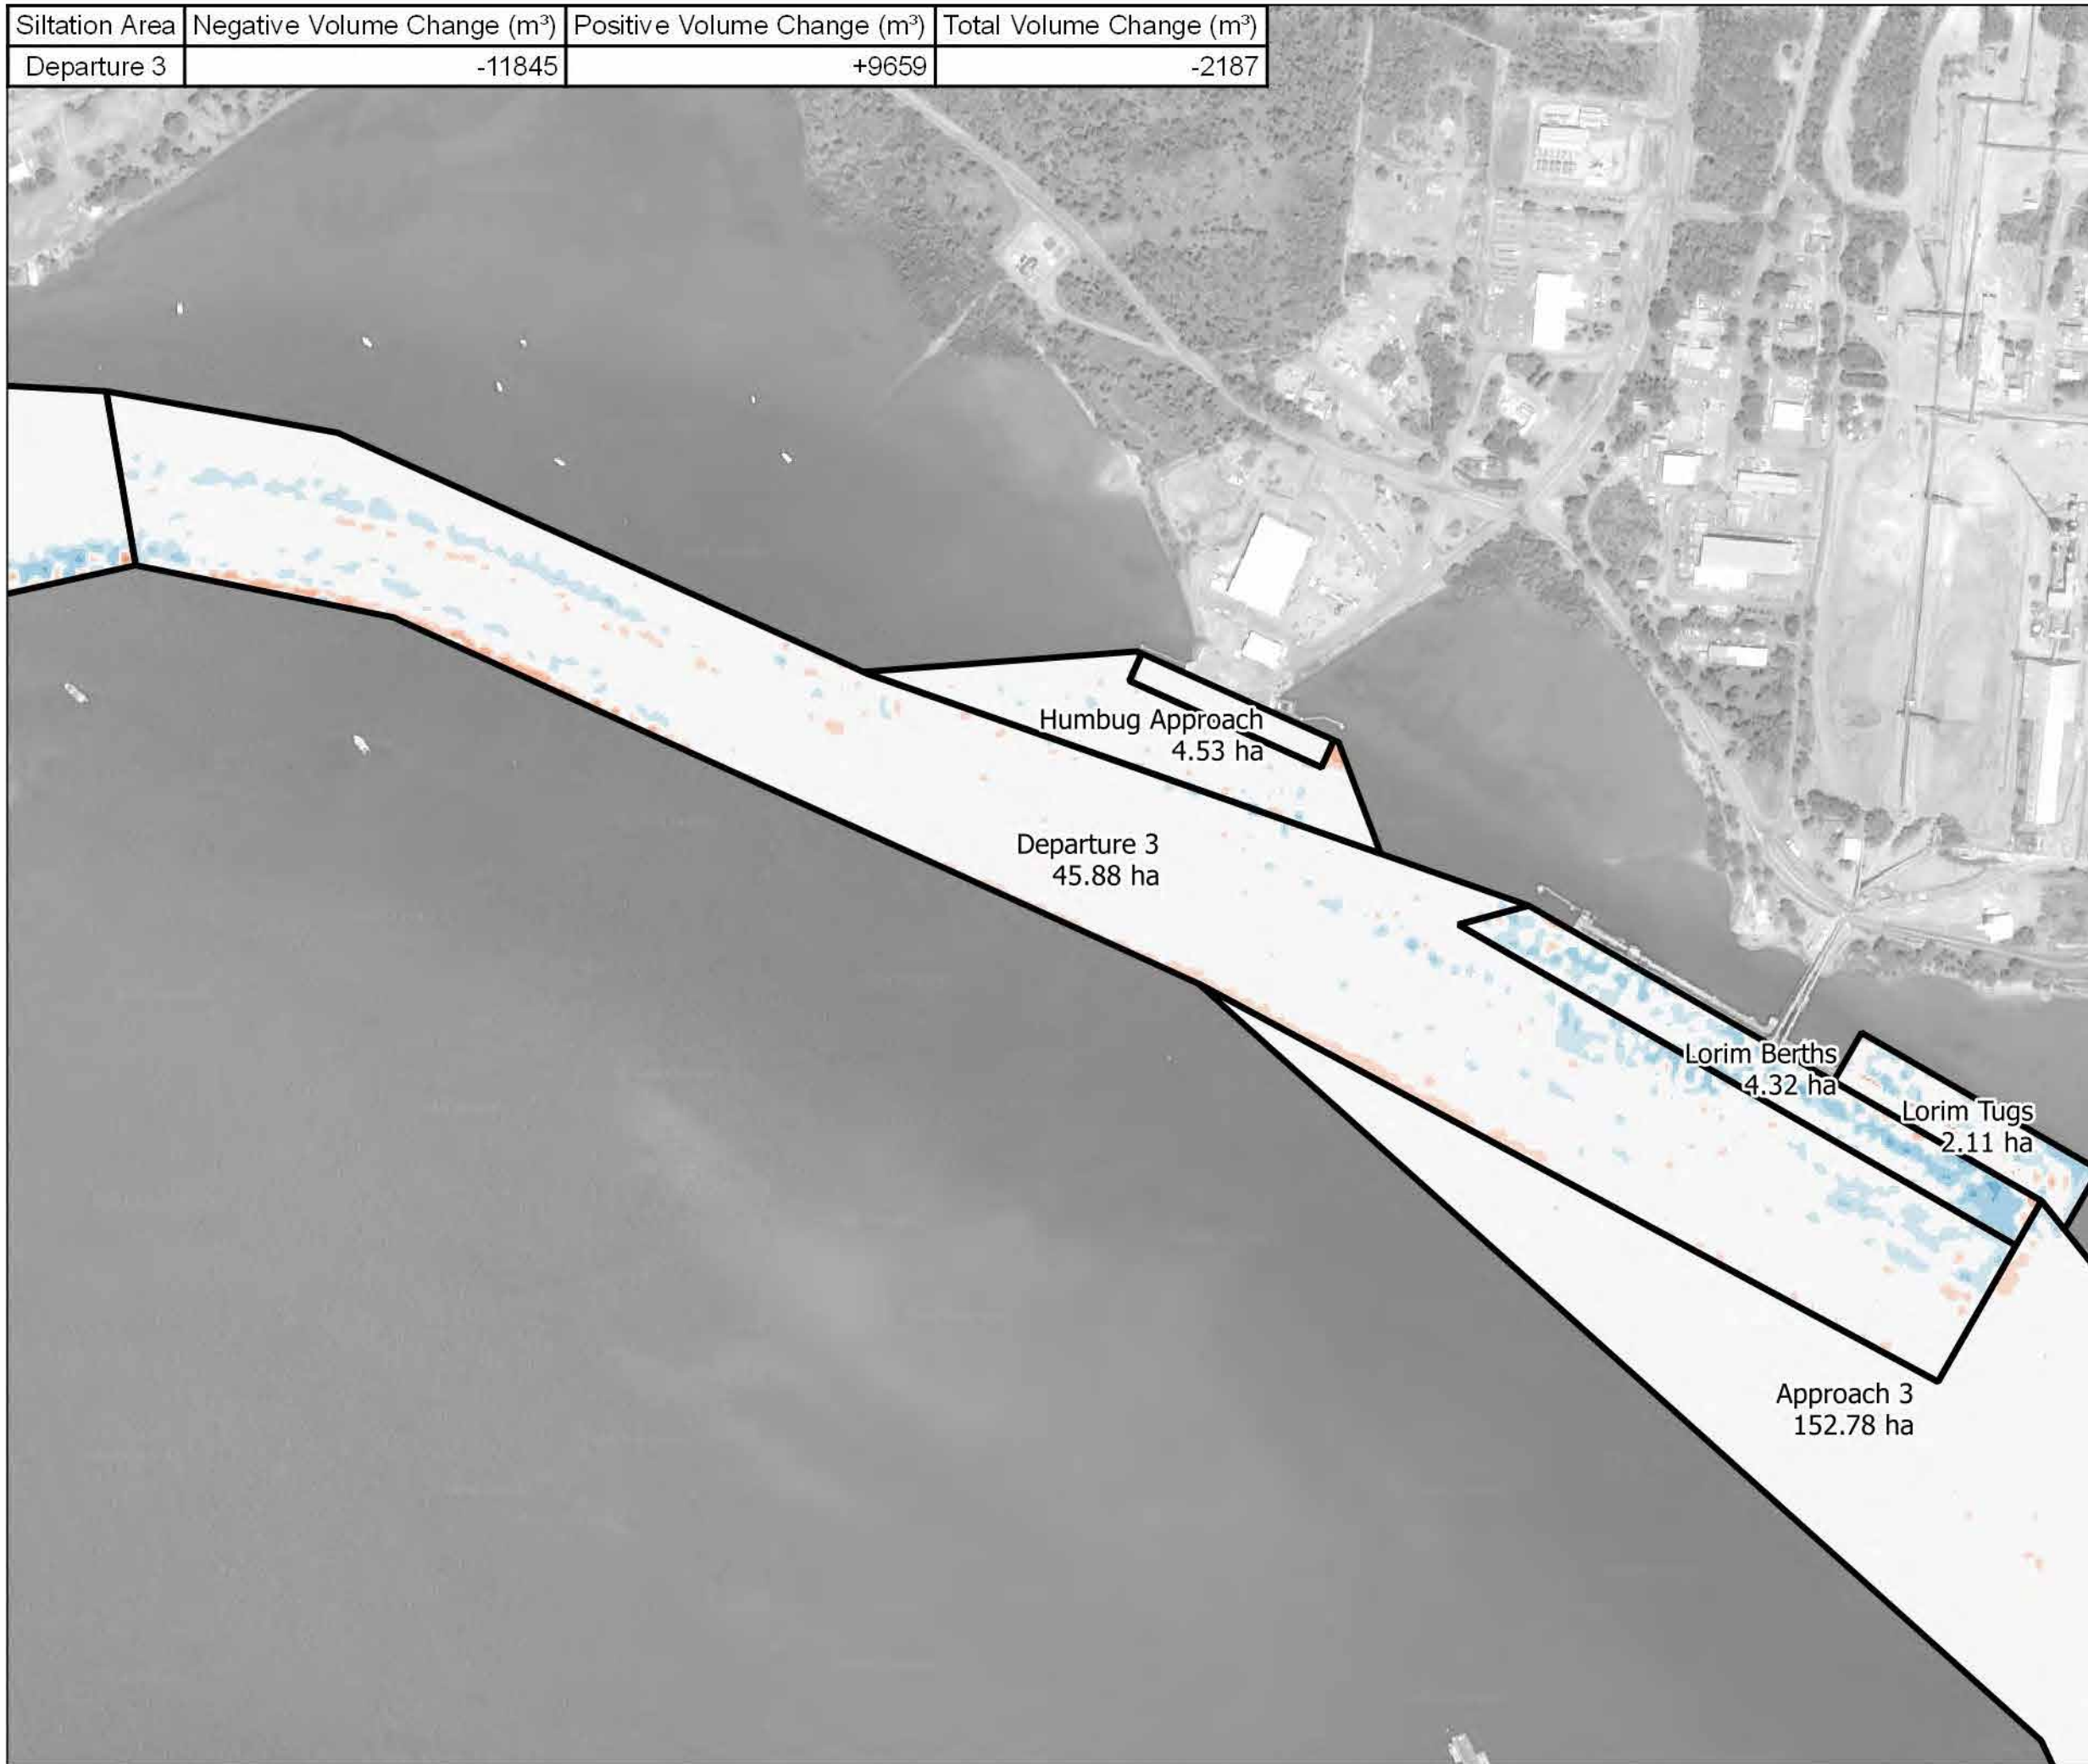 Siltation Area Negative Volume Change (m³) Positive Volume Change (m³) Total Volume Change (m³)
Departure 3 -11845 +9659 -2187
Humbug Approach
4.53 ha
Departure 3
45.88 ha
Lorim Berths
4.32 ha
Lorim Tugs
2.11 ha
Approach 3
152.78 ha